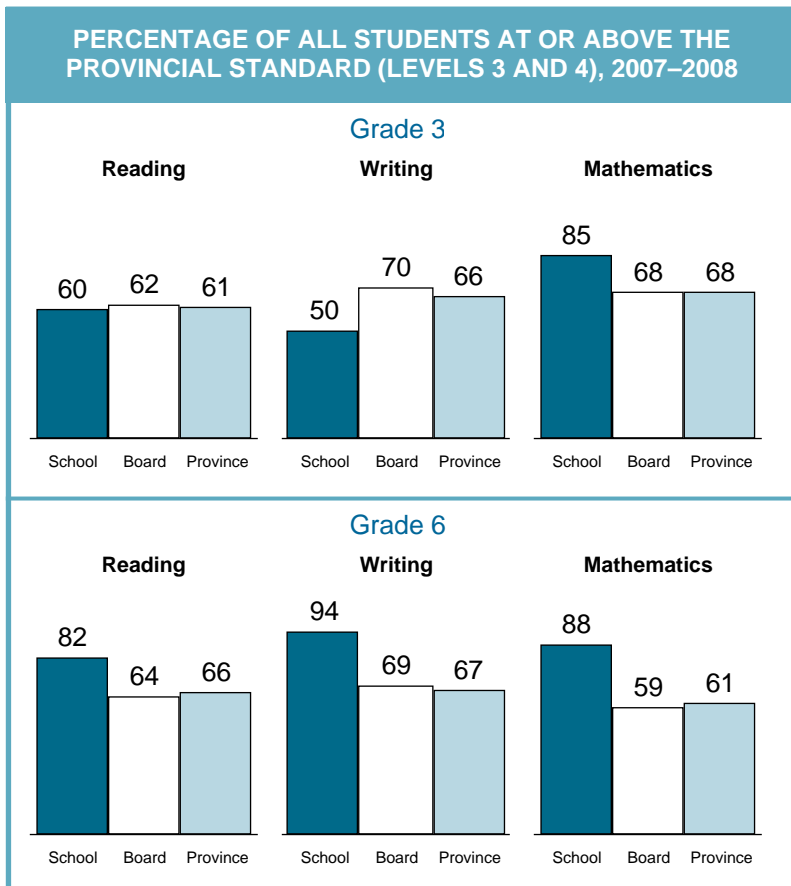 PERCENTAGE OF ALL STUDENTS AT OR ABOVE THE
PROVINCIAL STANDARD (LEVELS 3 AND 4), 2007–2008
Grade 3
Reading Writing Mathematics
60 62 61 50 70 66 85 68 68
School Board Province School Board Province School Board Province
Grade 6
Reading Writing Mathematics
82 64 66 94 69 67 88 59 61
School Board Province School Board Province School Board Province